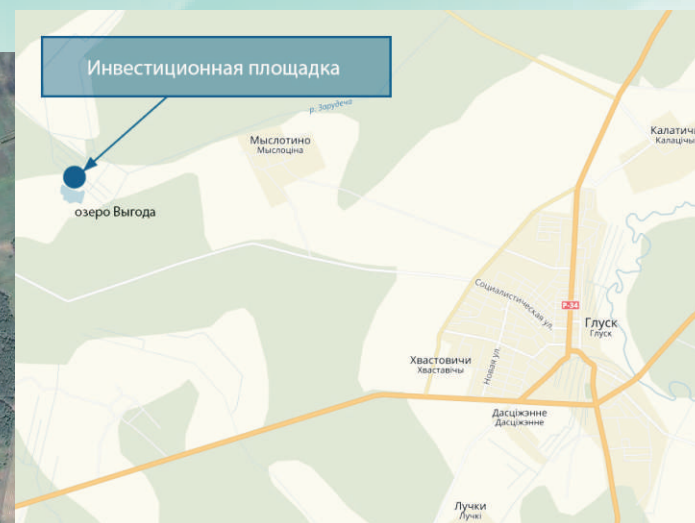 Инвестиционная площадка
р. Зарудеча
Мыслотино
Мыслоціна
Калатичи
Калацічы
озеро Выгода
Социалистическая ул.
Р-34
Глуск
Глуск
Хвастовичи
Хваставічы
Новая ул.
Дасціжэнне
Дасціжэнне
Лучки
Лучкі